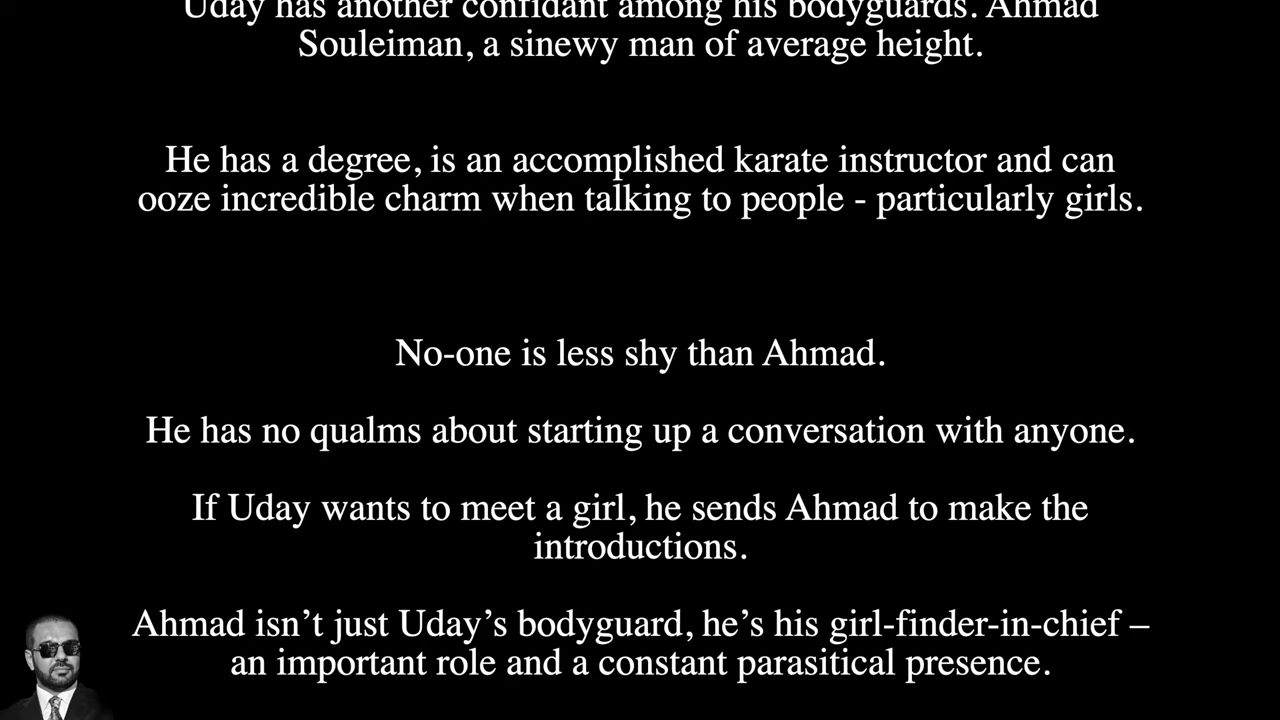 Uday has another confidant among his bodyguards. Ahmad
Souleiman, a sinewy man of average height.
He has a degree, is an accomplished karate instructor and can
ooze incredible charm when talking to people - particularly girls.
No-one is less shy than Ahmad.
He has no qualms about starting up a conversation with anyone.
If Uday wants to meet a girl, he sends Ahmad to make the
introductions.
Ahmad isn’t just Uday’s bodyguard, he’s his girl-finder-in-chief –
an important role and a constant parasitical presence.